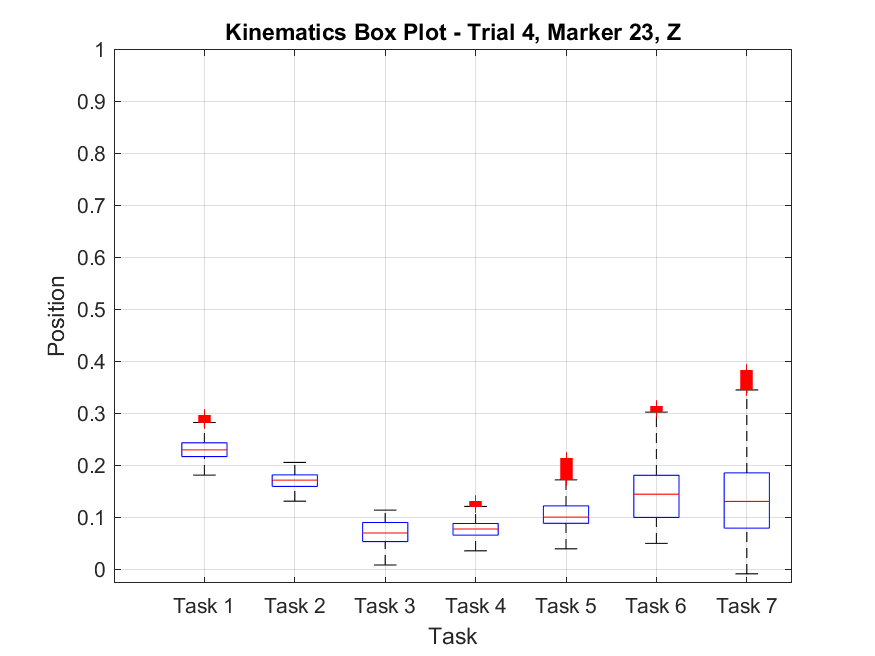 Kinematics Box Plot - Trial 4, Marker 23, Z
1
0.9
0.8
0.7
0.6
0.5
0.4
0.3
0.2
0.1
0
Position
Task 1 Task 2 Task 3 Task 4 Task 5 Task 6 Task 7
Task